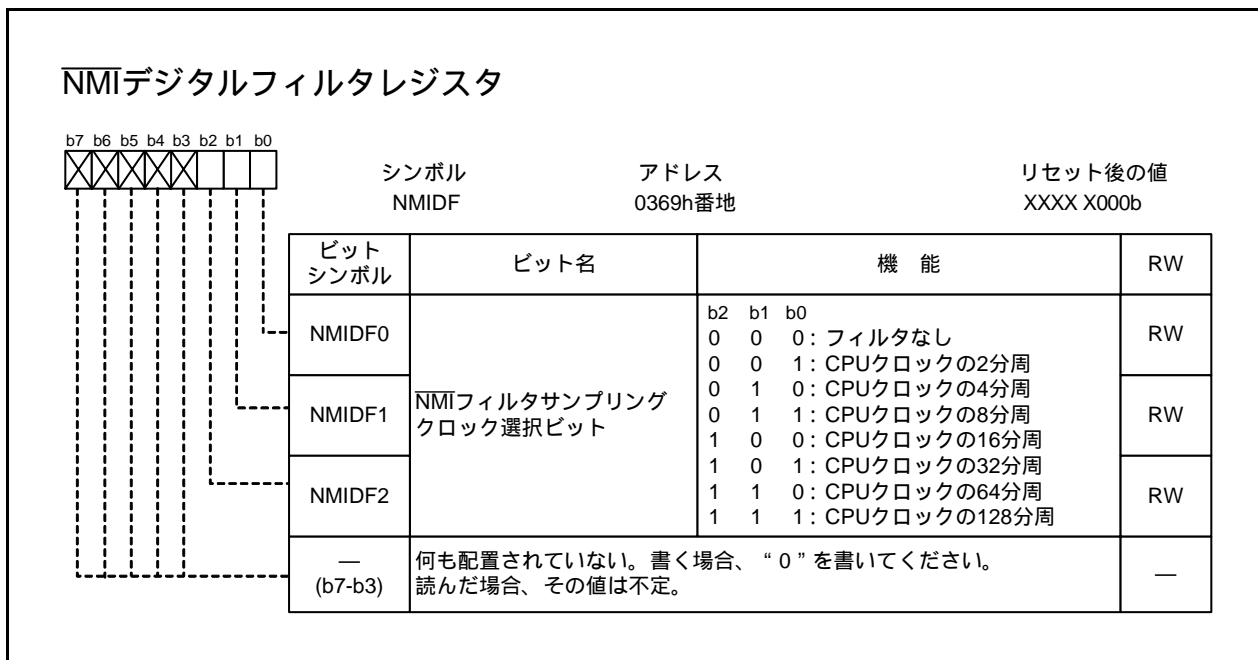 NMIデジタルフィルタレジスタ
b7 b6 b5 b4 b3 b2 b1 b0
シンボル アドレス リセット後の値
NMIDF 0369h番地 XXXX X000b
ビット
シンボル
ビット名
機 能
RW
NMIDF0
NMIDF1
NMIDF2
NMIフィルタサンプリング
クロック選択ビット
b2 b1 b0
0 0 0 : フィルタなし
0 0 1 : CPUクロックの2分周
0 1 0 : CPUクロックの4分周
0 1 1 : CPUクロックの8分周
1 0 0 : CPUクロックの16分周
1 0 1 : CPUクロックの32分周
1 1 0 : CPUクロックの64分周
1 1 1 : CPUクロックの128分周
RW
RW
RW
—
(b7-b3)
何も配置されていない。書く場合、“0”を書いてください。
読んだ場合、その値は不定。
—